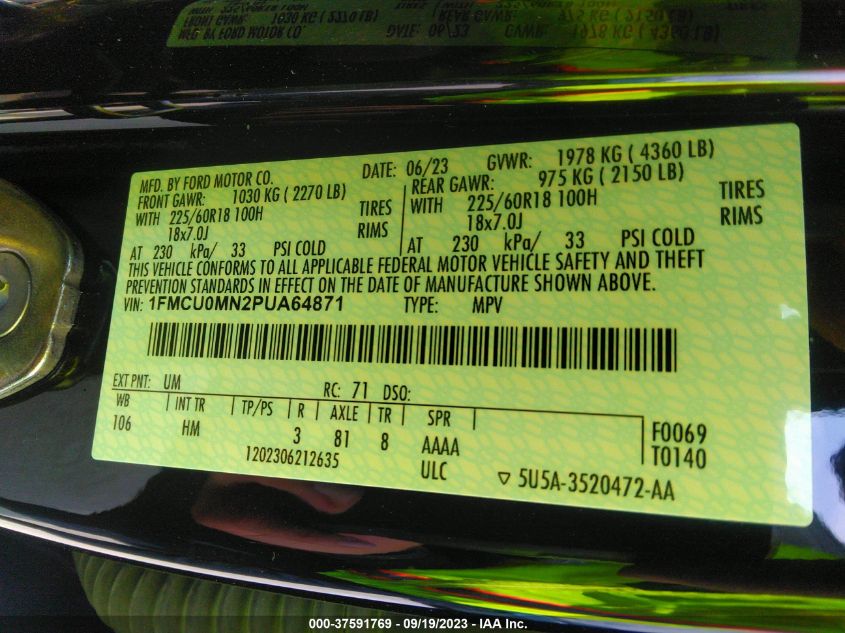 MFD. BY FORD MOTOR CO. DATE: 06/23 GVWR: 1978 KG ( 4360 LB)
FRONT GAWR: 1030 KG ( 2270 LB) REAR GAWR: 975 KG ( 2150 LB)
WITH 225/60R18 100H TIRES WITH 225/60R18 100H TIRES
18x7.0J RIMS 18x7.0J RIMS
AT 230 kPa/ 33 PSI COLD AT 230 kPa/ 33 PSI COLD
THIS VEHICLE CONFORMS TO ALL APPLICABLE FEDERAL MOTOR VEHICLE SAFETY AND THEFT
PREVENTION STANDARDS IN EFFECT ON THE DATE OF MANUFACTURE SHOWN ABOVE.
VIN: 1FMCU0MN2PUA64871 TYPE: MPV
EXT PNT: UM RC: 71 DSO:
WB INT TR TP/PS R AXLE TR SPR
106 HM 3 81 8 AAAA F0069
1202306212635 ULC T0140
▽ 5U5A-3520472-AA
000-37591769 - 09/19/2023 - IAA Inc.